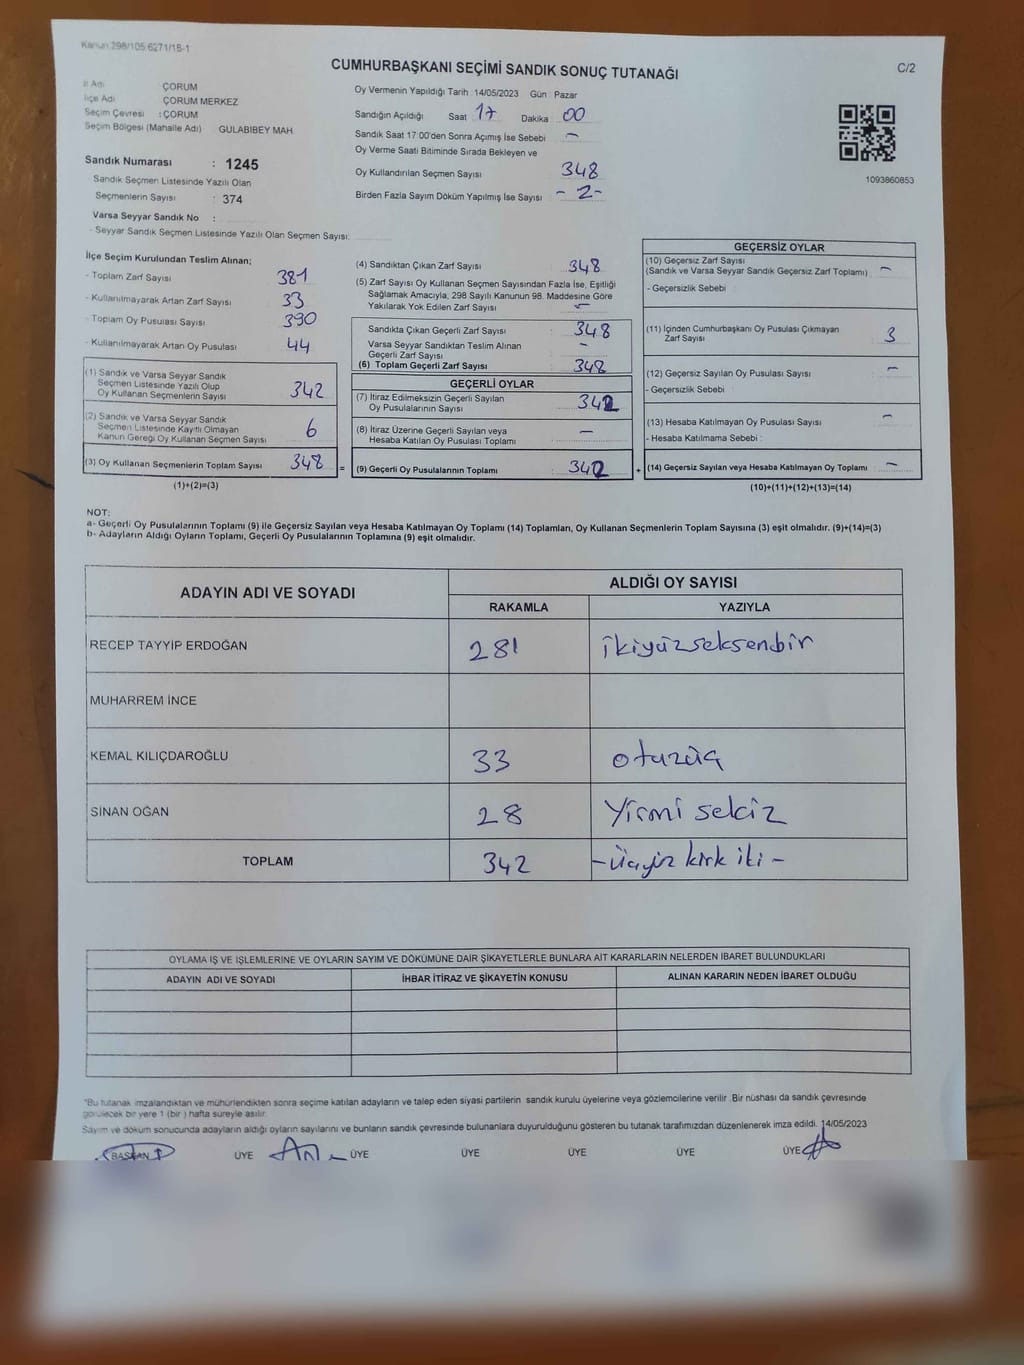 Kanun 298/105 6271/1B-1
C/2
CUMHURBAŞKANI SEÇİMİ SANDIK SONUÇ TUTANAĞI
İl Adı ÇORUM
İlçe Adı ÇORUM MERKEZ
Seçim Çevresi : ÇORUM
Seçim Bölgesi (Mahalle Adı) GULABIBEY MAH.
Sandık Numarası : 1245
Sandık Seçmen Listesinde Yazılı Olan
Seçmenlerin Sayısı : 374
Varsa Seyyar Sandık No :
- Seyyar Sandık Seçmen Listesinde Yazılı Olan Seçmen Sayısı:
Oy Vermenin Yapıldığı Tarih : 14/05/2023 Gün : Pazar
Sandığın Açıldığı Saat 17 Dakika 00
Sandık Saat 17:00'den Sonra Açımış İse Sebebi -
Oy Verme Saati Bitiminde Sırada Bekleyen ve
Oy Kullandırılan Seçmen Sayısı 348
Birden Fazla Sayım Döküm Yapılmış İse Sayısı - 2 -
1093860853
İlçe Seçim Kurulundan Teslim Alınan;
- Toplam Zarf Sayısı 381
- Kullanılmayarak Artan Zarf Sayısı 33
- Toplam Oy Pusulası Sayısı 390
- Kullanılmayarak Artan Oy Pusulası 44
(1) Sandık ve Varsa Seyyar Sandık
Seçmen Listesinde Yazılı Olup
Oy Kullanan Seçmenlerin Sayısı 342
(2) Sandık ve Varsa Seyyar Sandık
Seçmen Listesinde Kayıtlı Olmayan
Kanun Gereği Oy Kullanan Seçmen Sayısı 6
(3) Oy Kullanan Seçmenlerin Toplam Sayısı 348 =
(1)+(2)=(3)
(4) Sandıktan Çıkan Zarf Sayısı 348
(5) Zarf Sayısı Oy Kullanan Seçmen Sayısından Fazla İse, Eşitliği
Sağlamak Amacıyla, 298 Sayılı Kanunun 98. Maddesine Göre
Yakılarak Yok Edilen Zarf Sayısı -
Sandıkta Çıkan Geçerli Zarf Sayısı : 348
Varsa Seyyar Sandıktan Teslim Alınan
Geçerli Zarf Sayısı -
(6) Toplam Geçerli Zarf Sayısı 348
GEÇERLİ OYLAR
(7) İtiraz Edilmeksizin Geçerli Sayılan
Oy Pusulalarının Sayısı : 342
(8) İtiraz Üzerine Geçerli Sayılan veya
Hesaba Katılan Oy Pusulası Toplamı -
(9) Geçerli Oy Pusulalarının Toplamı : 342 +
GEÇERSİZ OYLAR
(10) Geçersiz Zarf Sayısı
(Sandık ve Varsa Seyyar Sandık Geçersiz Zarf Toplamı) -
- Geçersizlik Sebebi :
(11) İçinden Cumhurbaşkanı Oy Pusulası Çıkmayan
Zarf Sayısı 3
(12) Geçersiz Sayılan Oy Pusulası Sayısı -
- Geçersizlik Sebebi :
(13) Hesaba Katılmayan Oy Pusulası Sayısı -
- Hesaba Katılmama Sebebi :
(14) Geçersiz Sayılan veya Hesaba Katılmayan Oy Toplamı : -
(10)+(11)+(12)+(13)=(14)
NOT:
a- Geçerli Oy Pusulalarının Toplamı (9) ile Geçersiz Sayılan veya Hesaba Katılmayan Oy Toplamı (14) Toplamları, Oy Kullanan Seçmenlerin Toplam Sayısına (3) eşit olmalıdır. (9)+(14)=(3)
b- Adayların Aldığı Oyların Toplamı, Geçerli Oy Pusulalarının Toplamına (9) eşit olmalıdır.
ADAYIN ADI VE SOYADI
ALDIĞI OY SAYISI
RAKAMLA YAZIYLA
RECEP TAYYİP ERDOĞAN 281 ikiyüzseksenbir
MUHARREM İNCE
KEMAL KILIÇDAROĞLU 33 otuzüç
SİNAN OĞAN 28 Yirmi sekiz
TOPLAM 342 - Üçyüz kırk iki -
OYLAMA İŞ VE İŞLEMLERİNE VE OYLARIN SAYIM VE DÖKÜMÜNE DAİR ŞİKAYETLERLE BUNLARA AİT KARARLARIN NELERDEN İBARET BULUNDUKLARI
ADAYIN ADI VE SOYADI İHBAR İTİRAZ VE ŞİKAYETİN KONUSU ALINAN KARARIN NEDEN İBARET OLDUĞU
*Bu tutanak imzalandıktan ve mühürlendikten sonra seçime katılan adayların ve talep eden siyasi partilerin sandık kurulu üyelerine veya gözlemcilerine verilir. Bir nüshası da sandık çevresinde
görülecek bir yere 1 (bir) hafta süreyle asılır.
Sayım ve döküm sonucunda adayların aldığı oyların sayılarını ve bunların sandık çevresinde bulunanlara duyurulduğunu gösteren bu tutanak tarafımızdan düzenlenerek imza edildi. 14/05/2023
BAŞKAN ÜYE ÜYE ÜYE ÜYE ÜYE ÜYE